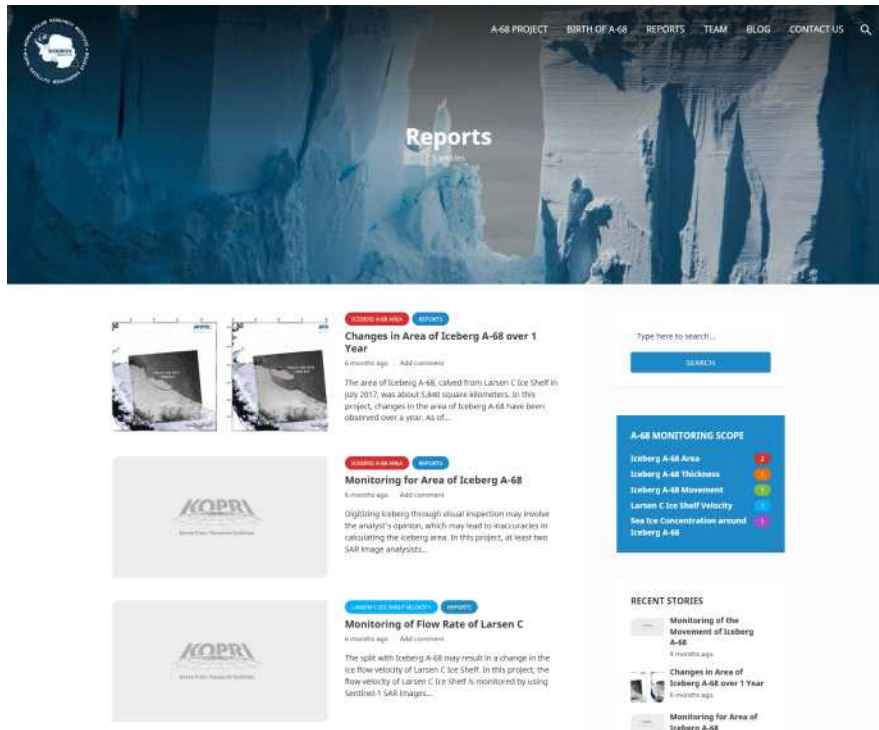 A-68 PROJECT BIRTH OF A-68 REPORTS TEAM BLOG CONTACT US
Reports
ICEBERG A-68 AREA REPORTS
Changes in Area of Iceberg A-68 over 1
Year
6 months ago Add comment
The area of Iceberg A-68, calved from Larsen C Ice Shelf in
July 2017, was about 5,840 square kilometers. In this
project, changes in the area of Iceberg A-68 have been
observed over a year. As of...
ICEBERG A-68 AREA REPORTS
Monitoring for Area of Iceberg A-68
6 months ago Add comment
Digitizing iceberg through visual inspection may involve
the analyst's opinion, which may lead to inaccuracies in
calculating the iceberg area. In this project, at least two
SAR image analysists...
KOPRI
LARSEN C ICE SHELF VELOCITY REPORTS
Monitoring of Flow Rate of Larsen C
6 months ago Add comment
The split with Iceberg A-68 may result in a change in the
ice flow velocity of Larsen C Ice Shelf. In this project, the
flow velocity of Larsen C Ice Shelf is monitored by using
Sentinel-1 SAR images...
KOPRI
Type here to search...
SEARCH
A-68 MONITORING SCOPE
Iceberg A-68 Area 2
Iceberg A-68 Thickness 1
Iceberg A-68 Movement 1
Larsen C Ice Shelf Velocity 1
Sea Ice Concentration around 1
Iceberg A-68
RECENT STORIES
Monitoring of the
Movement of Iceberg
A-68
6 months ago
Changes in Area of
Iceberg A-68 over 1 Year
6 months ago
Monitoring for Area of
Iceberg A-68